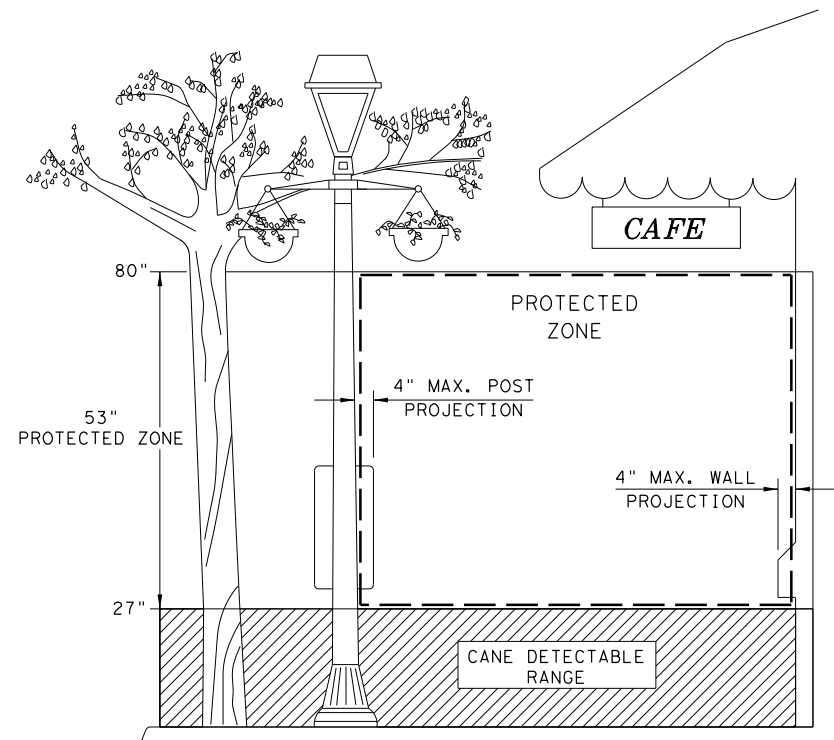 CAFE
80"
PROTECTED
ZONE
4" MAX. POST
PROJECTION
53"
PROTECTED ZONE
4" MAX. WALL
PROJECTION
27"
CANE DETECTABLE
RANGE